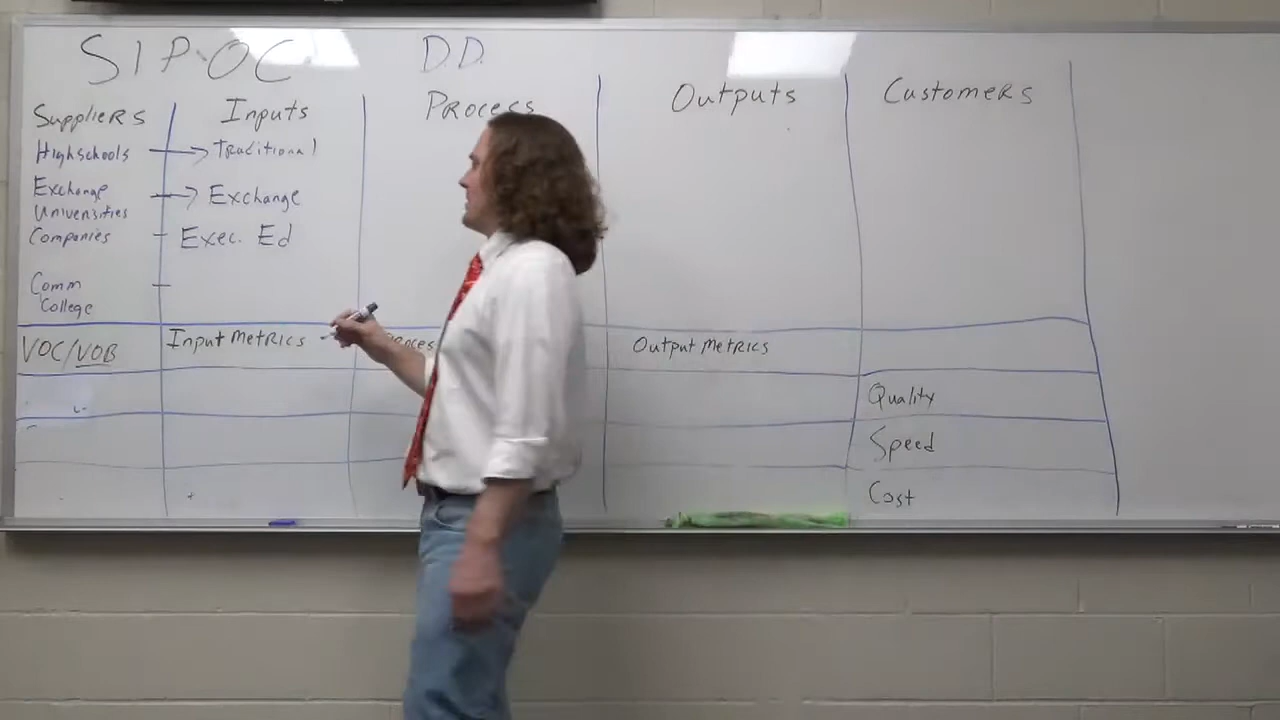 SIPOC D.D.
Suppliers Inputs Process Outputs Customers
Highschools Traditional
Exchange Exchange
Universities
Companies Exec. Ed
Comm
College
VOC/VOB Input Metrics Output Metrics
Quality
Speed
Cost